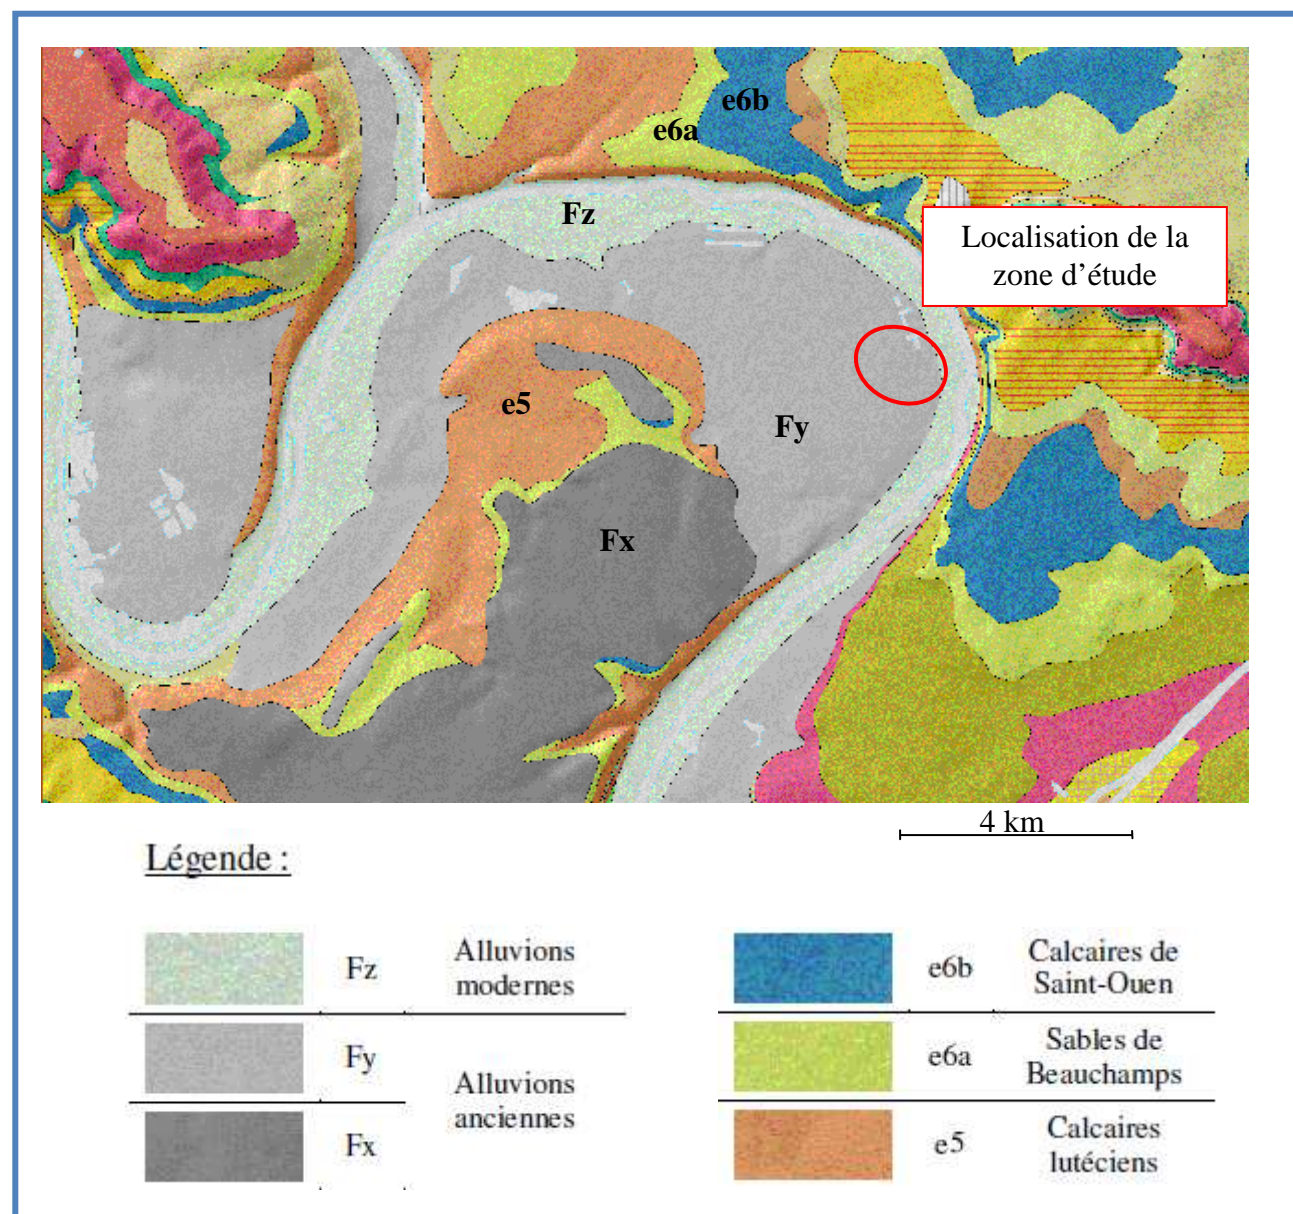 e6b
e6a
Fz
Localisation de la
zone d’étude
e5
Fy
Fx
4 km
Légende :
Fz
Alluvions
modernes
Fy
Alluvions
anciennes
Fx
e6b
Calcaires de
Saint-Ouen
e6a
Sables de
Beauchamps
e5
Calcaires
lutéciens